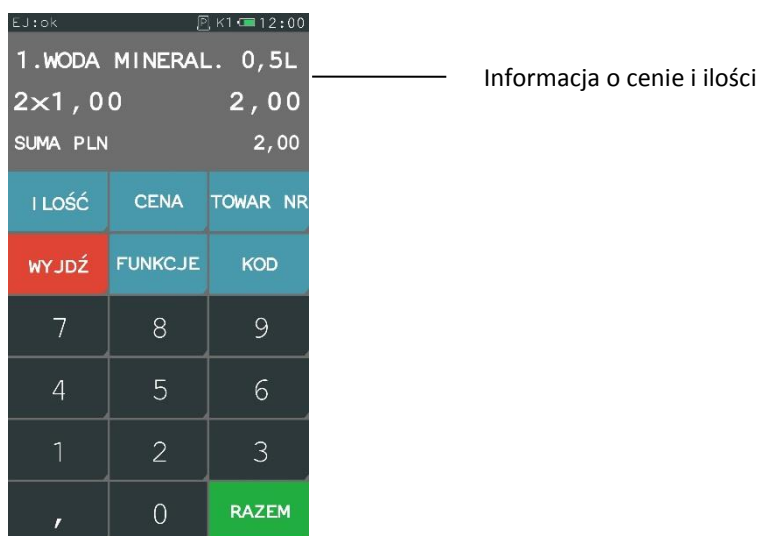 EJ:ok P K1 12:00
1.WODA MINERAL. 0,5L
2x1,00 2,00
SUMA PLN 2,00
Informacja o cenie i ilości
ILOŚĆ CENA TOWAR NR
WYJDŹ FUNKCJE KOD
7 8 9
4 5 6
1 2 3
, 0 RAZEM